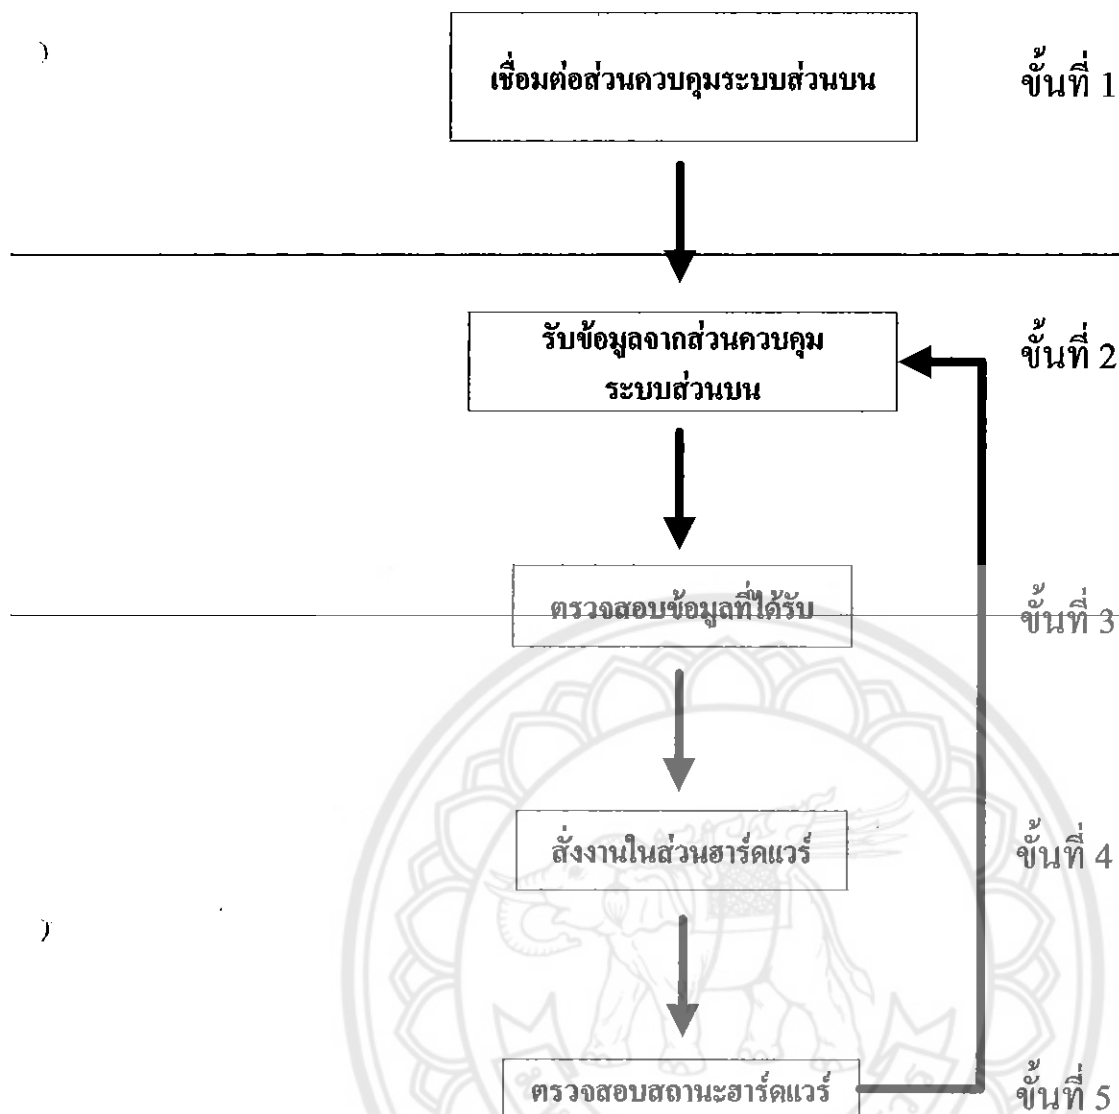 เชื่อมต่อส่วนควบคุมระบบส่วนบน
ขั้นที่ 1
รับข้อมูลจากส่วนควบคุม
ระบบส่วนบน
ขั้นที่ 2
ตรวจสอบข้อมูลที่ได้รับ
ขั้นที่ 3
สั่งงานในส่วนฮาร์ดแวร์
ขั้นที่ 4
ตรวจสอบสถานะฮาร์ดแวร์
ขั้นที่ 5